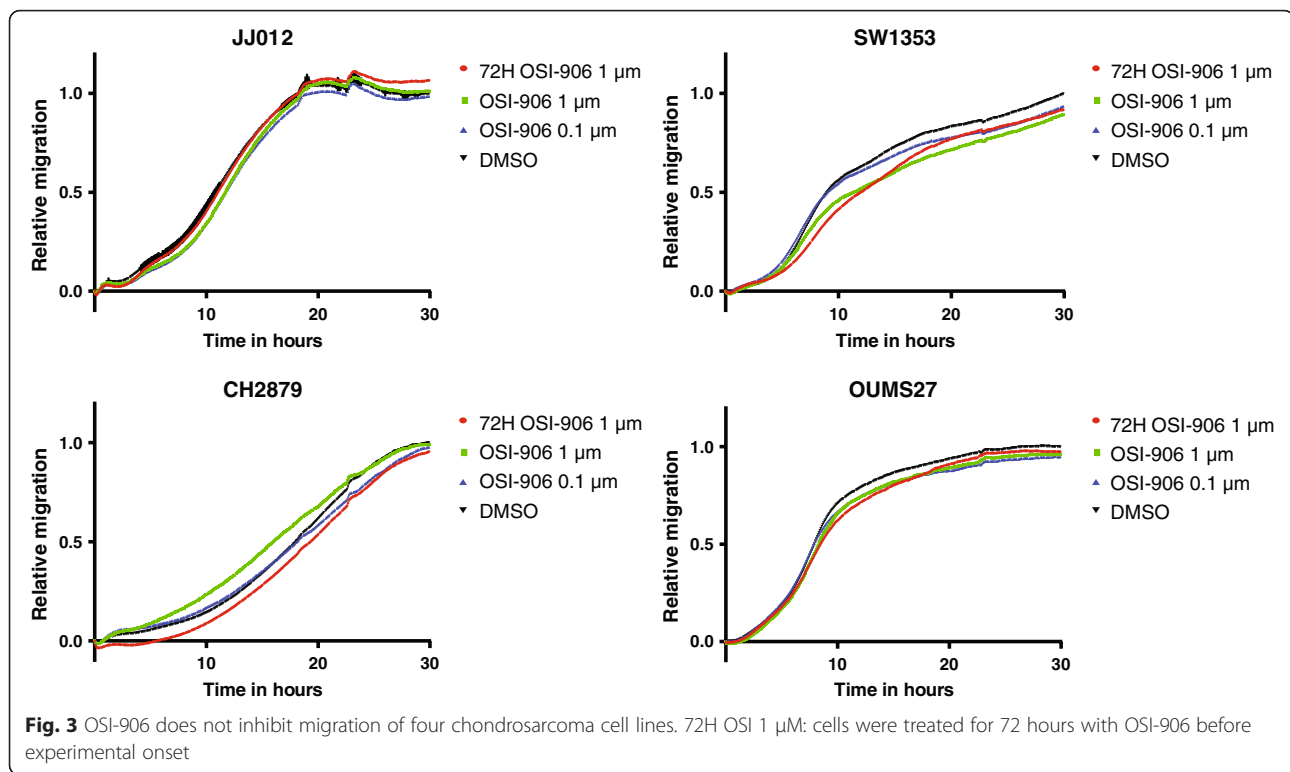 JJ012
Relative migration
1.0
0.5
0.0
10
20
30
Time in hours
72H OSI-906 1 μm
OSI-906 1 μm
OSI-906 0.1 μm
DMSO
SW1353
Relative migration
1.0
0.5
0.0
10
20
30
Time in hours
72H OSI-906 1 μm
OSI-906 1 μm
OSI-906 0.1 μm
DMSO
CH2879
Relative migration
1.0
0.5
0.0
10
20
30
Time in hours
72H OSI-906 1 μm
OSI-906 1 μm
OSI-906 0.1 μm
DMSO
OUMS27
Relative migration
1.0
0.5
0.0
10
20
30
Time in hours
72H OSI-906 1 μm
OSI-906 1 μm
OSI-906 0.1 μm
DMSO
Fig. 3 OSI-906 does not inhibit migration of four chondrosarcoma cell lines. 72H OSI 1 μM: cells were treated for 72 hours with OSI-906 before
experimental onset